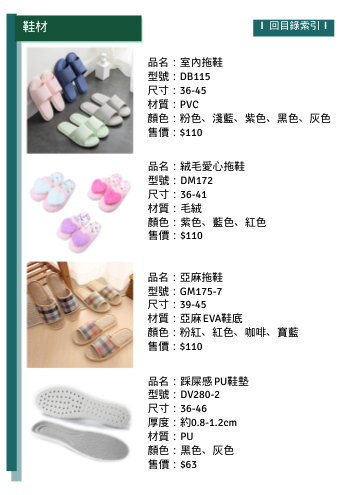 鞋材
I 回目錄索引 I
品名：室內拖鞋
型號：DB115
尺寸：36-45
材質：PVC
顏色：粉色、淺藍、紫色、黑色、灰色
售價：$110
品名：絨毛愛心拖鞋
型號：DM172
尺寸：36-41
材質：毛絨
顏色：紫色、藍色、紅色
售價：$110
品名：亞麻拖鞋
型號：GM175-7
尺寸：39-45
材質：亞麻EVA鞋底
顏色：粉紅、紅色、咖啡、寶藍
售價：$110
品名：踩屎感PU鞋墊
型號：DV280-2
尺寸：36-46
厚度：約0.8-1.2cm
材質：PU
顏色：黑色、灰色
售價：$63